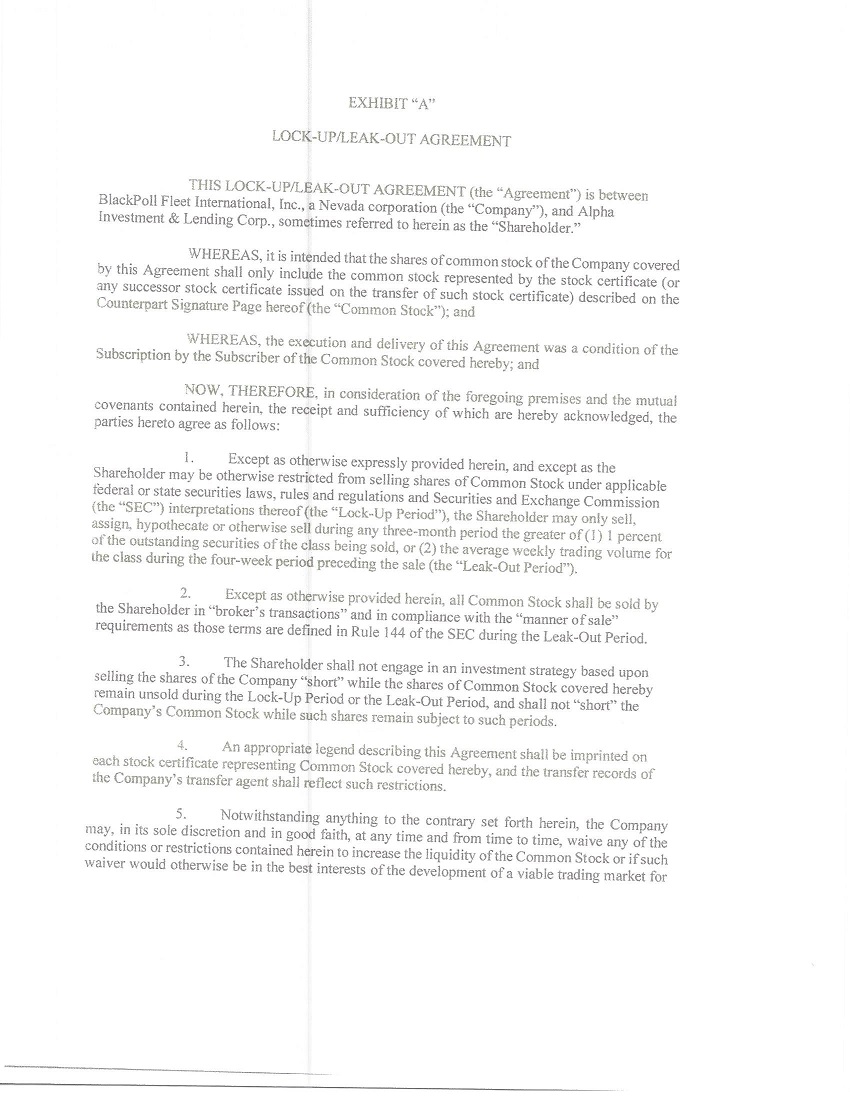 EXHIBIT “A”
LOCK-UP/LEAK-OUT AGREEMENT
THIS LOCK-UP/LEAK-OUT AGREEMENT (the “Agreement”) is between
BlackPoll Fleet International, Inc., a Nevada corporation (the “Company”), and Alpha
Investment & Lending Corp., sometimes referred to herein as the “Shareholder.”
WHEREAS, it is intended that the shares of common stock of the Company covered
by this Agreement shall only include the common stock represented by the stock certificate (or
any successor stock certificate issued on the transfer of such stock certificate) described on the
Counterpart Signature Page hereof (the “Common Stock”); and
WHEREAS, the execution and delivery of this Agreement was a condition of the
Subscription by the Subscriber of the Common Stock covered hereby; and
NOW, THEREFORE, in consideration of the foregoing premises and the mutual
covenants contained herein, the receipt and sufficiency of which are hereby acknowledged, the
parties hereto agree as follows:
1. Except as otherwise expressly provided herein, and except as the
Shareholder may be otherwise restricted from selling shares of Common Stock under applicable
federal or state securities laws, rules and regulations and Securities and Exchange Commission
(the “SEC”) interpretations thereof (the “Lock-Up Period”), the Shareholder may only sell,
assign, hypothecate or otherwise sell during any three-month period the greater of (1) 1 percent
of the outstanding securities of the class being sold, or (2) the average weekly trading volume for
the class during the four-week period preceding the sale (the “Leak-Out Period”).
2. Except as otherwise provided herein, all Common Stock shall be sold by
the Shareholder in “broker’s transactions” and in compliance with the “manner of sale”
requirements as those terms are defined in Rule 144 of the SEC during the Leak-Out Period.
3. The Shareholder shall not engage in an investment strategy based upon
selling the shares of the Company “short” while the shares of Common Stock covered hereby
remain unsold during the Lock-Up Period or the Leak-Out Period, and shall not “short” the
Company’s Common Stock while such shares remain subject to such periods.
4. An appropriate legend describing this Agreement shall be imprinted on
each stock certificate representing Common Stock covered hereby, and the transfer records of
the Company’s transfer agent shall reflect such restrictions.
5. Notwithstanding anything to the contrary set forth herein, the Company
may, in its sole discretion and in good faith, at any time and from time to time, waive any of the
conditions or restrictions contained herein to increase the liquidity of the Common Stock or if such
waiver would otherwise be in the best interests of the development of a viable trading market for